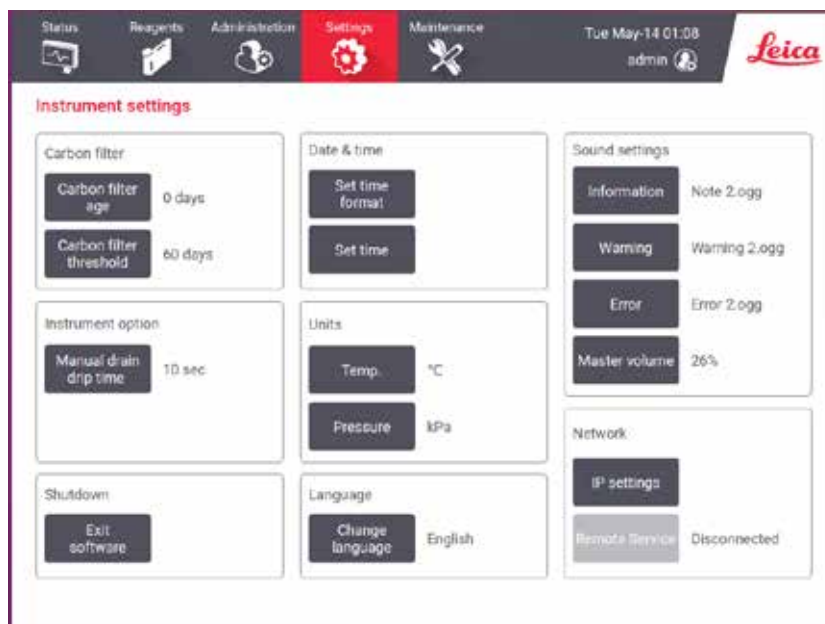 Status
Reagents
Administration
Settings
Maintenance
Tue May-14 01:08
admin
Leica
Instrument settings
Carbon filter
Carbon filter
age
0 days
Carbon filter
threshold
60 days
Instrument option
Manual drain
drip time
10 sec
Shutdown
Exit
software
Date & time
Set time
format
Set time
Units
Temp.
°C
Pressure
kPa
Language
Change
language
English
Sound settings
Information
Note 2.ogg
Warning
Warning 2.ogg
Error
Error 2.ogg
Master volume
26%
Network
IP settings
Remote Service
Disconnected